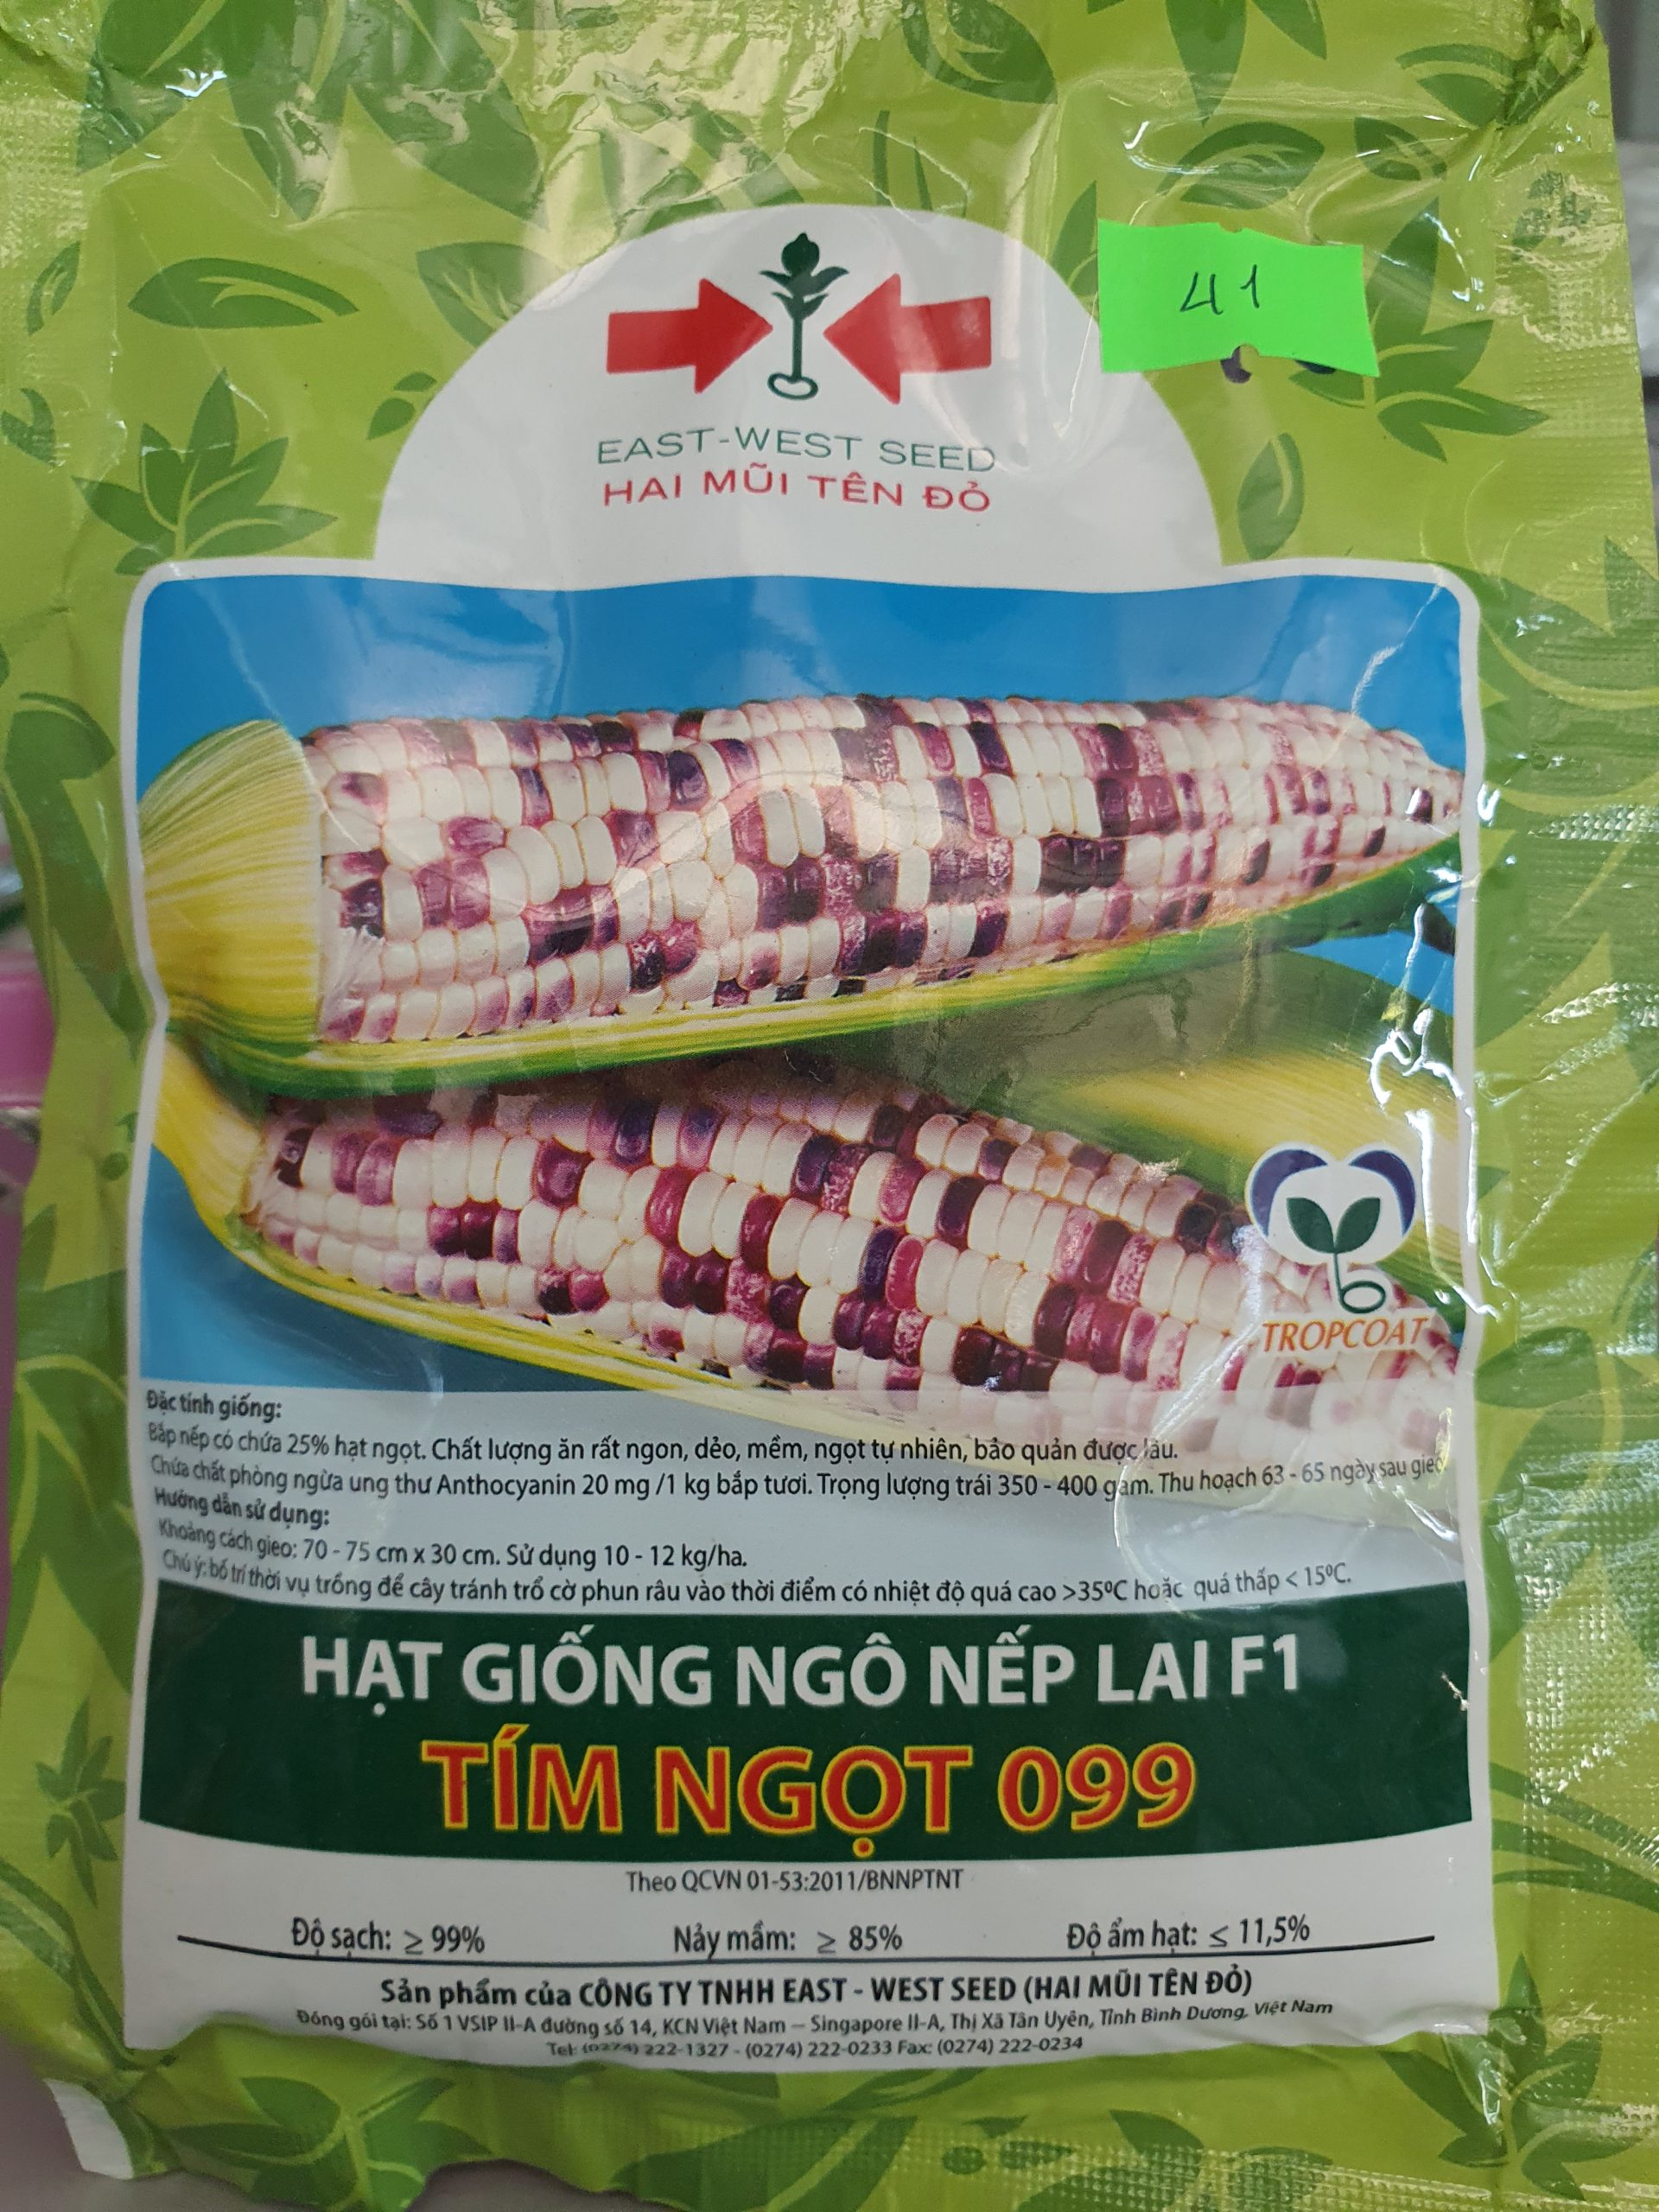 41
EAST-WEST SEED
HAI MŨI TÊN ĐỎ
TROPCOAT
Đặc tính giống:
Bắp nếp có chứa 25% hạt ngọt. Chất lượng ăn rất ngon, dẻo, mềm, ngọt tự nhiên, bảo quản được lâu.
Chứa chất phòng ngừa ung thư Anthocyanin 20 mg /1 kg bắp tươi. Trọng lượng trái 350 - 400 gam. Thu hoạch 63 - 65 ngày sau gieo
Hướng dẫn sử dụng:
Khoảng cách gieo: 70 - 75 cm x 30 cm. Sử dụng 10 - 12 kg/ha.
Chú ý: bố trí thời vụ trồng để cây tránh trổ cờ phun râu vào thời điểm có nhiệt độ quá cao >35ºC hoặc quá thấp < 15ºC.
HẠT GIỐNG NGÔ NẾP LAI F1
TÍM NGỌT 099
Theo QCVN 01-53:2011/BNNPTNT
Độ sạch: ≥ 99% Nảy mầm: ≥ 85% Độ ẩm hạt: ≤ 11,5%
Sản phẩm của CÔNG TY TNHH EAST - WEST SEED (HAI MŨI TÊN ĐỎ)
Đóng gói tại: Số 1 VSIP II-A đường số 14, KCN Việt Nam – Singapore II-A, Thị Xã Tân Uyên, Tỉnh Bình Dương, Việt Nam
Tel: (0274) 222-1327 - (0274) 222-0233 Fax: (0274) 222-0234